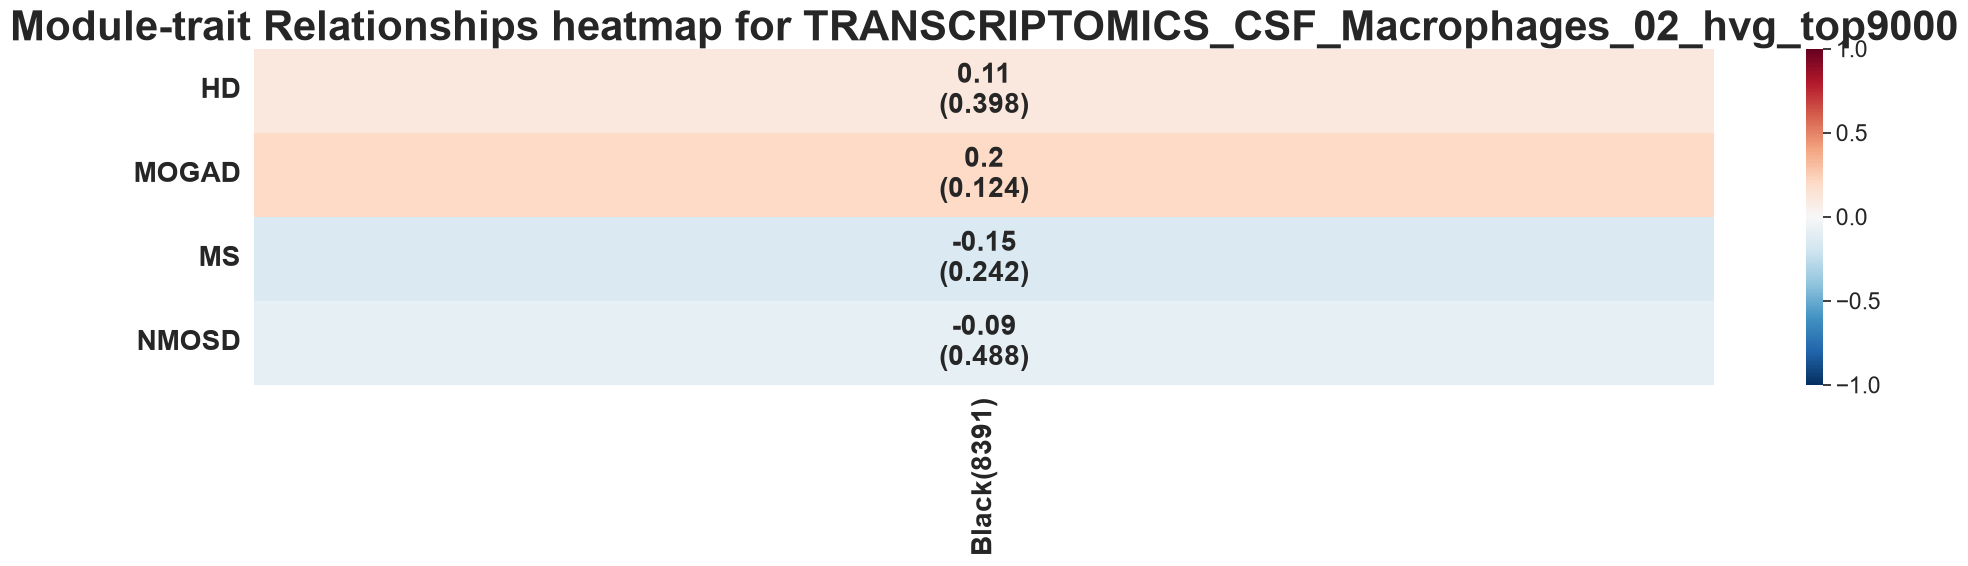 Module-trait Relationships heatmap for TRANSCRIPTOMICS_CSF_Macrophages_02_hvg_top9000
HD
0.11
(0.398)
MOGAD
0.2
(0.124)
MS
-0.15
(0.242)
NMOSD
-0.09
(0.488)
Black(8391)
1.0
0.5
0.0
−0.5
−1.0